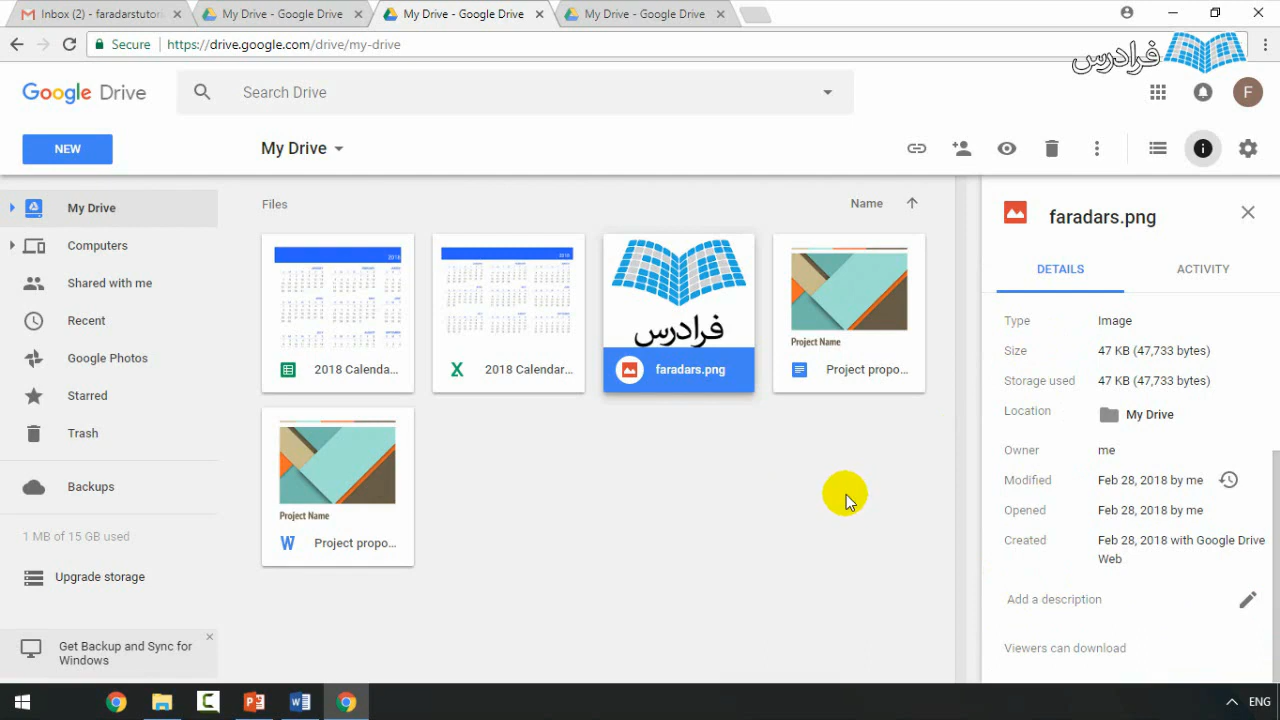 Inbox (2) - faradarstutori
My Drive - Google Drive
My Drive - Google Drive
My Drive - Google Drive
Secure
https://drive.google.com/drive/my-drive
فرادرس
Google Drive
Search Drive
F
NEW
My Drive
My Drive
Computers
Shared with me
Recent
Google Photos
Starred
Trash
Backups
1 MB of 15 GB used
Upgrade storage
Get Backup and Sync for
Windows
Files
Name
2018
2018 Calenda...
2018
2018 Calendar...
فرادرس
faradars.png
Project Name
Project propo...
Project Name
Project propo...
faradars.png
DETAILS
ACTIVITY
Type Image
Size 47 KB (47,733 bytes)
Storage used 47 KB (47,733 bytes)
Location My Drive
Owner me
Modified Feb 28, 2018 by me
Opened Feb 28, 2018 by me
Created Feb 28, 2018 with Google Drive
Web
Add a description
Viewers can download
ENG